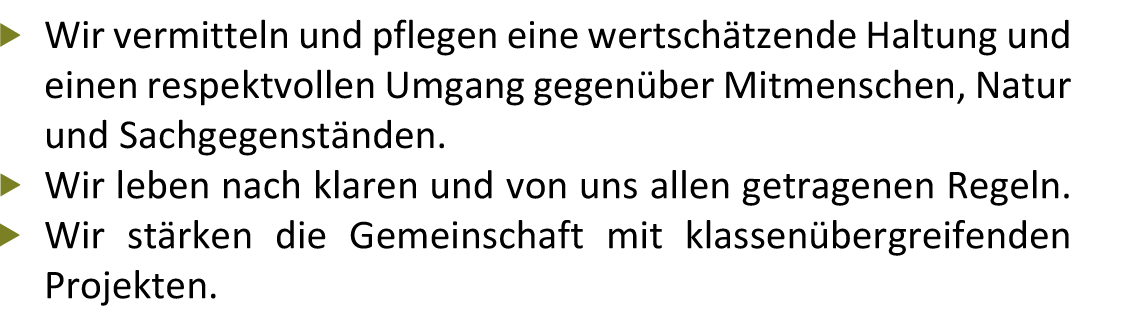 Wir vermitteln und pflegen eine wertschätzende Haltung und
einen respektvollen Umgang gegenüber Mitmenschen, Natur
und Sachgegenständen.
Wir leben nach klaren und von uns allen getragenen Regeln.
Wir stärken die Gemeinschaft mit klassenübergreifenden
Projekten.